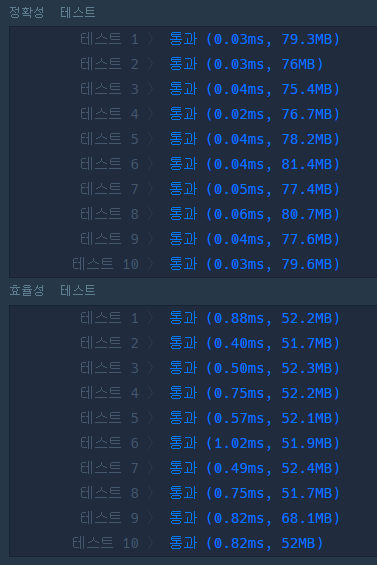 정확성 테스트
테스트 1 〉 통과 (0.03ms, 79.3MB)
테스트 2 〉 통과 (0.03ms, 76MB)
테스트 3 〉 통과 (0.04ms, 75.4MB)
테스트 4 〉 통과 (0.02ms, 76.7MB)
테스트 5 〉 통과 (0.04ms, 78.2MB)
테스트 6 〉 통과 (0.04ms, 81.4MB)
테스트 7 〉 통과 (0.05ms, 77.4MB)
테스트 8 〉 통과 (0.06ms, 80.7MB)
테스트 9 〉 통과 (0.04ms, 77.6MB)
테스트 10 〉 통과 (0.03ms, 79.6MB)
효율성 테스트
테스트 1 〉 통과 (0.88ms, 52.2MB)
테스트 2 〉 통과 (0.40ms, 51.7MB)
테스트 3 〉 통과 (0.50ms, 52.3MB)
테스트 4 〉 통과 (0.75ms, 52.2MB)
테스트 5 〉 통과 (0.57ms, 52.1MB)
테스트 6 〉 통과 (1.02ms, 51.9MB)
테스트 7 〉 통과 (0.49ms, 52.4MB)
테스트 8 〉 통과 (0.75ms, 51.7MB)
테스트 9 〉 통과 (0.82ms, 68.1MB)
테스트 10 〉 통과 (0.82ms, 52MB)